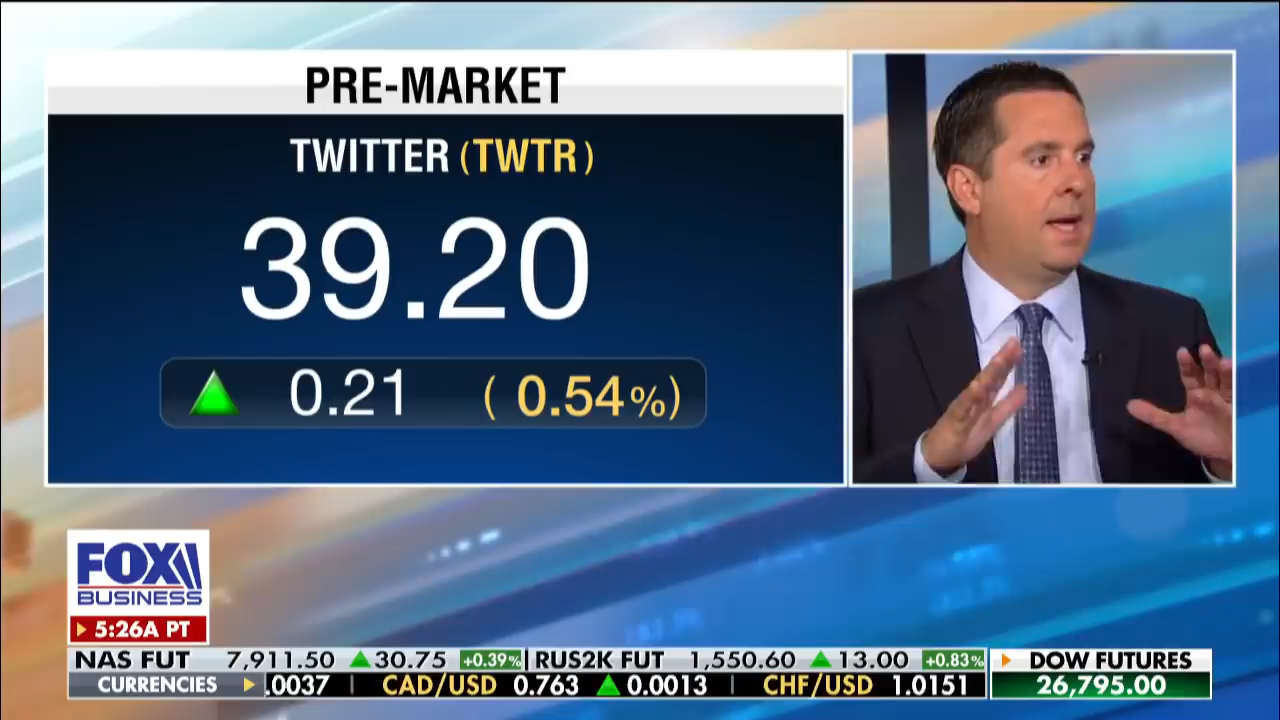 PRE-MARKET
TWITTER (TWTR)
39.20
0.21 ( 0.54%)
FOX
BUSINESS
5:26A PT
NAS FUT 7,911.50 30.75 +0.39% RUS2K FUT 1,550.60 13.00 +0.83% DOW FUTURES
CURRENCIES .0037 CAD/USD 0.763 0.0013 CHF/USD 1.0151 26,795.00